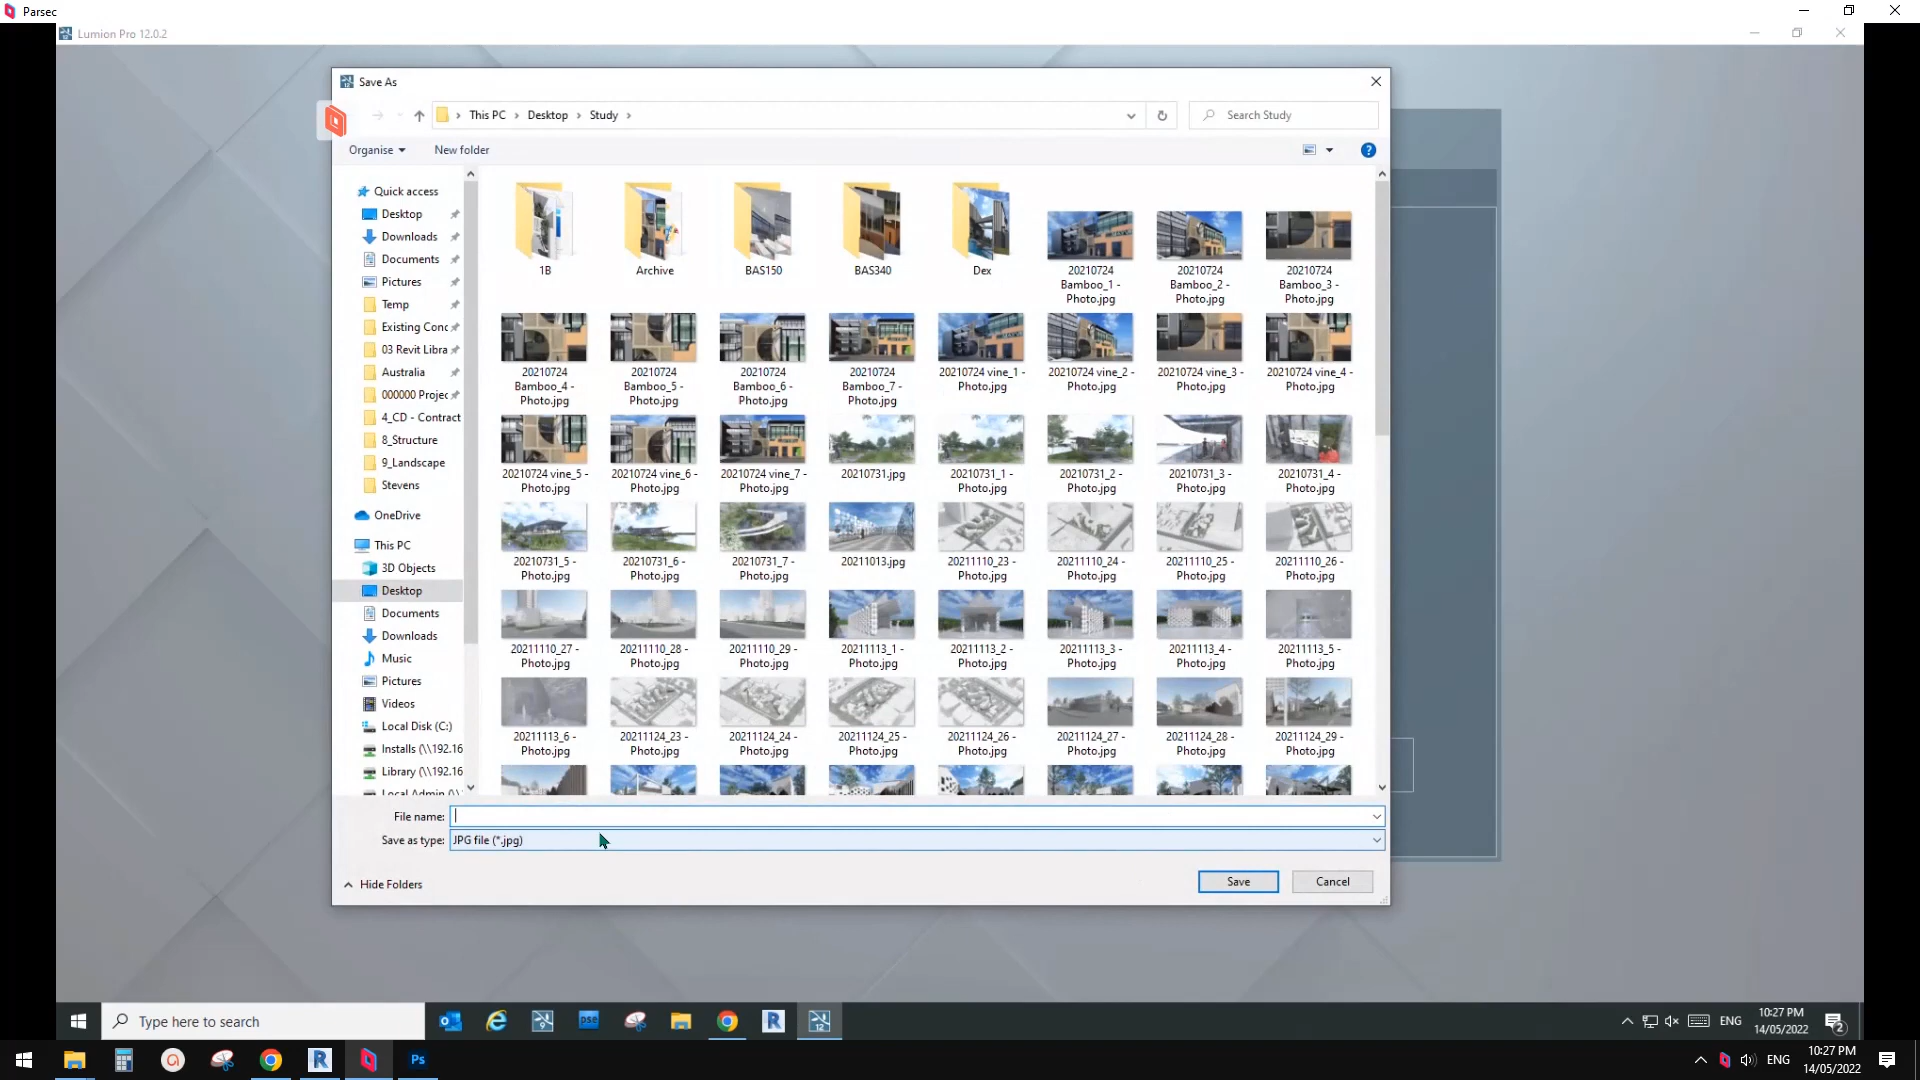 Parsec
Lumion Pro 12.0.2
Save As
This PC > Desktop > Study >
Search Study
Organise
New folder
Quick access
Desktop
Downloads
Documents
Pictures
Temp
Existing Conc
03 Revit Libra
Australia
000000 Projec
4_CD - Contract
8_Structure
9_Landscape
Stevens
OneDrive
This PC
3D Objects
Desktop
Documents
Downloads
Music
Pictures
Videos
Local Disk (C:)
Installs (\\192.16
Library (\\192.16
Local Admin (\\
1B
Archive
BAS150
BAS340
Dex
20210724
Bamboo_1 -
Photo.jpg
20210724
Bamboo_2 -
Photo.jpg
20210724
Bamboo_3 -
Photo.jpg
20210724
Bamboo_4 -
Photo.jpg
20210724
Bamboo_5 -
Photo.jpg
20210724
Bamboo_6 -
Photo.jpg
20210724
Bamboo_7 -
Photo.jpg
20210724 vine_1 -
Photo.jpg
20210724 vine_2 -
Photo.jpg
20210724 vine_3 -
Photo.jpg
20210724 vine_4 -
Photo.jpg
20210724 vine_5 -
Photo.jpg
20210724 vine_6 -
Photo.jpg
20210724 vine_7 -
Photo.jpg
20210731.jpg
20210731_1 -
Photo.jpg
20210731_2 -
Photo.jpg
20210731_3 -
Photo.jpg
20210731_4 -
Photo.jpg
20210731_5 -
Photo.jpg
20210731_6 -
Photo.jpg
20210731_7 -
Photo.jpg
20211013.jpg
20211110_23 -
Photo.jpg
20211110_24 -
Photo.jpg
20211110_25 -
Photo.jpg
20211110_26 -
Photo.jpg
20211110_27 -
Photo.jpg
20211110_28 -
Photo.jpg
20211110_29 -
Photo.jpg
20211113_1 -
Photo.jpg
20211113_2 -
Photo.jpg
20211113_3 -
Photo.jpg
20211113_4 -
Photo.jpg
20211113_5 -
Photo.jpg
20211113_6 -
Photo.jpg
20211124_23 -
Photo.jpg
20211124_24 -
Photo.jpg
20211124_25 -
Photo.jpg
20211124_26 -
Photo.jpg
20211124_27 -
Photo.jpg
20211124_28 -
Photo.jpg
20211124_29 -
Photo.jpg
File name:
Save as type: JPG file (*.jpg)
Hide Folders
Save
Cancel
Type here to search
ENG
10:27 PM
14/05/2022
2
Ps
ENG
10:27 PM
14/05/2022